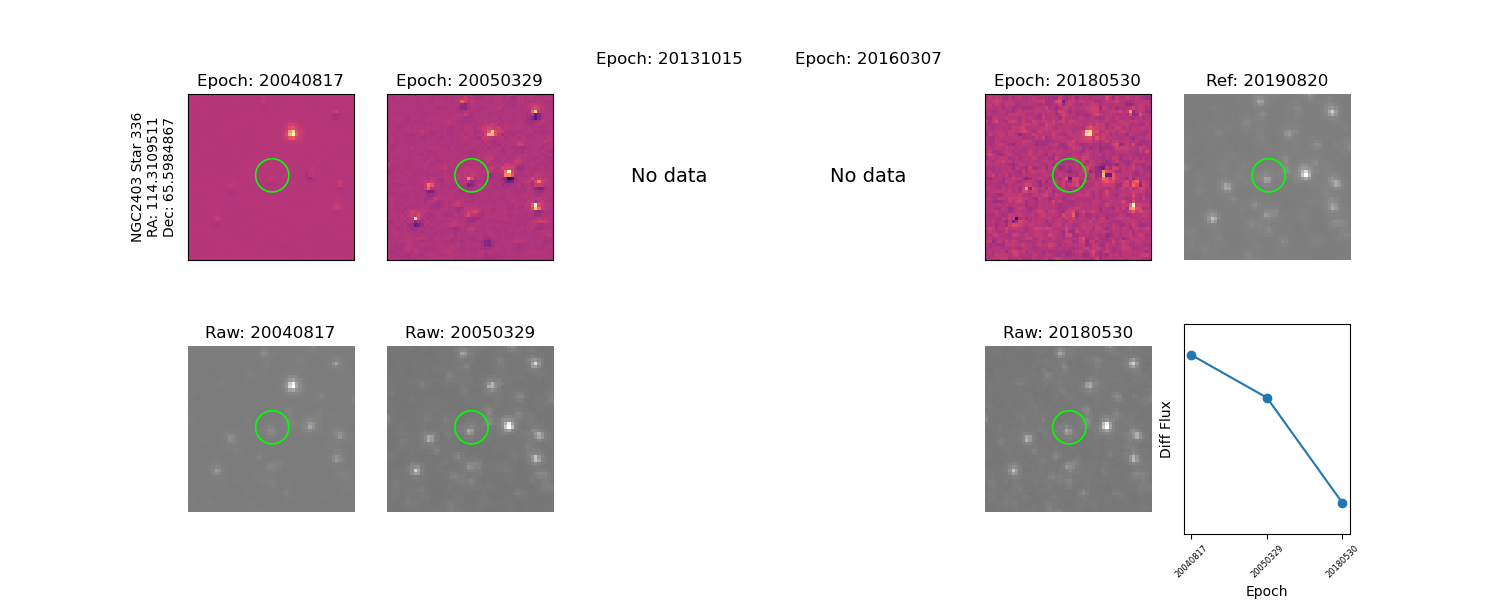 Epoch: 20131015
Epoch: 20160307
Epoch: 20040817
Epoch: 20050329
Epoch: 20180530
Ref: 20190820
NGC2403 Star 336
RA: 114.3109511
Dec: 65.5984867
No data
No data
Raw: 20040817
Raw: 20050329
Raw: 20180530
Diff Flux
20040817
20050329
20180530
Epoch